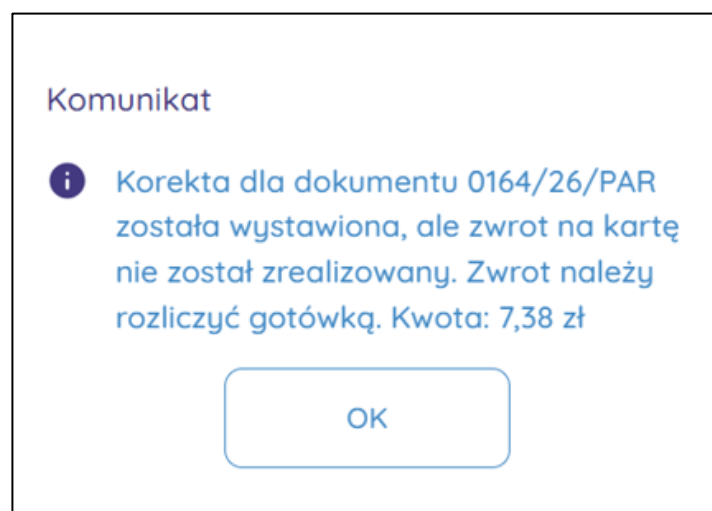 Komunikat
Korekta dla dokumentu 0164/26/PAR
została wystawiona, ale zwrot na kartę
nie został zrealizowany. Zwrot należy
rozliczyć gotówką. Kwota: 7,38 zł
OK